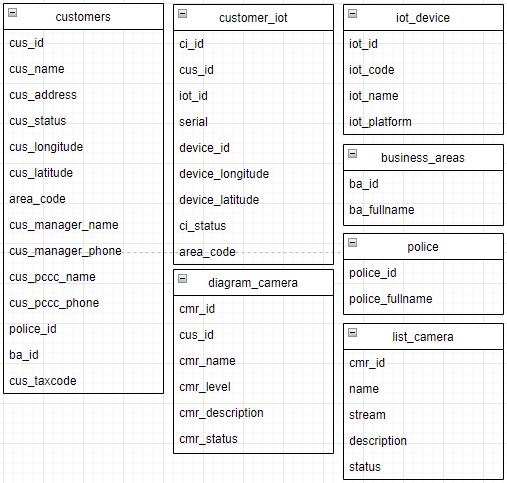 customers
cus_id
cus_name
cus_address
cus_status
cus_longitude
cus_latitude
area_code
cus_manager_name
cus_manager_phone
cus_pccc_name
cus_pccc_phone
police_id
ba_id
cus_taxcode
customer_iot
ci_id
cus_id
iot_id
serial
device_id
device_longitude
device_latitude
ci_status
area_code
diagram_camera
cmr_id
cus_id
cmr_name
cmr_level
cmr_description
cmr_status
iot_device
iot_id
iot_code
iot_name
iot_platform
business_areas
ba_id
ba_fullname
police
police_id
police_fullname
list_camera
cmr_id
name
stream
description
status